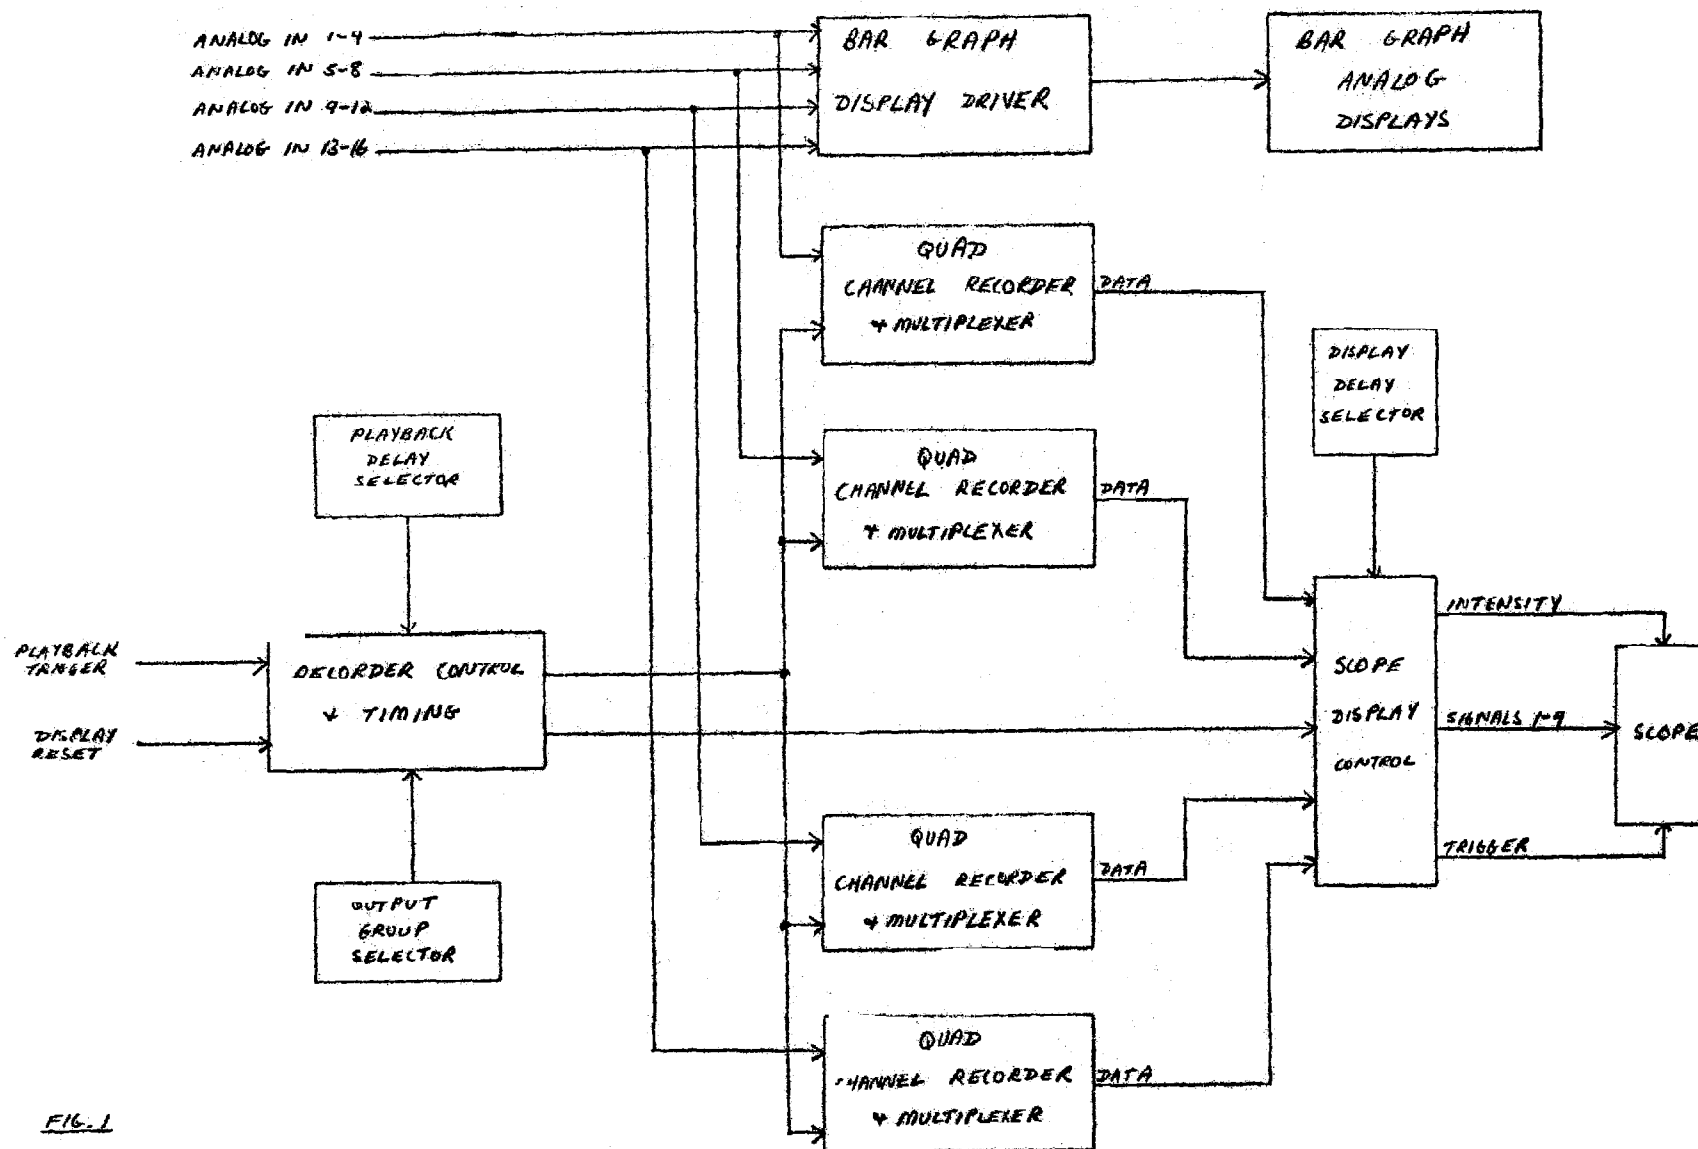 ANALOG IN 1-4
ANALOG IN 5-8
ANALOG IN 9-12
ANALOG IN 13-16
BAR GRAPH
DISPLAY DRIVER
BAR GRAPH
ANALOG
DISPLAYS
QUAD
CHANNEL RECORDER
& MULTIPLEXER
DATA
DISPLAY
DELAY
SELECTOR
PLAYBACK
DELAY
SELECTOR
QUAD
CHANNEL RECORDER
& MULTIPLEXER
DATA
PLAYBACK
TRIGGER
DISPLAY
RESET
RECORDER CONTROL
& TIMING
SCOPE
DISPLAY
CONTROL
INTENSITY
SIGNALS 1-4
TRIGGER
SCOPE
OUTPUT
GROUP
SELECTOR
QUAD
CHANNEL RECORDER
& MULTIPLEXER
DATA
QUAD
CHANNEL RECORDER
& MULTIPLEXER
DATA
FIG. 1